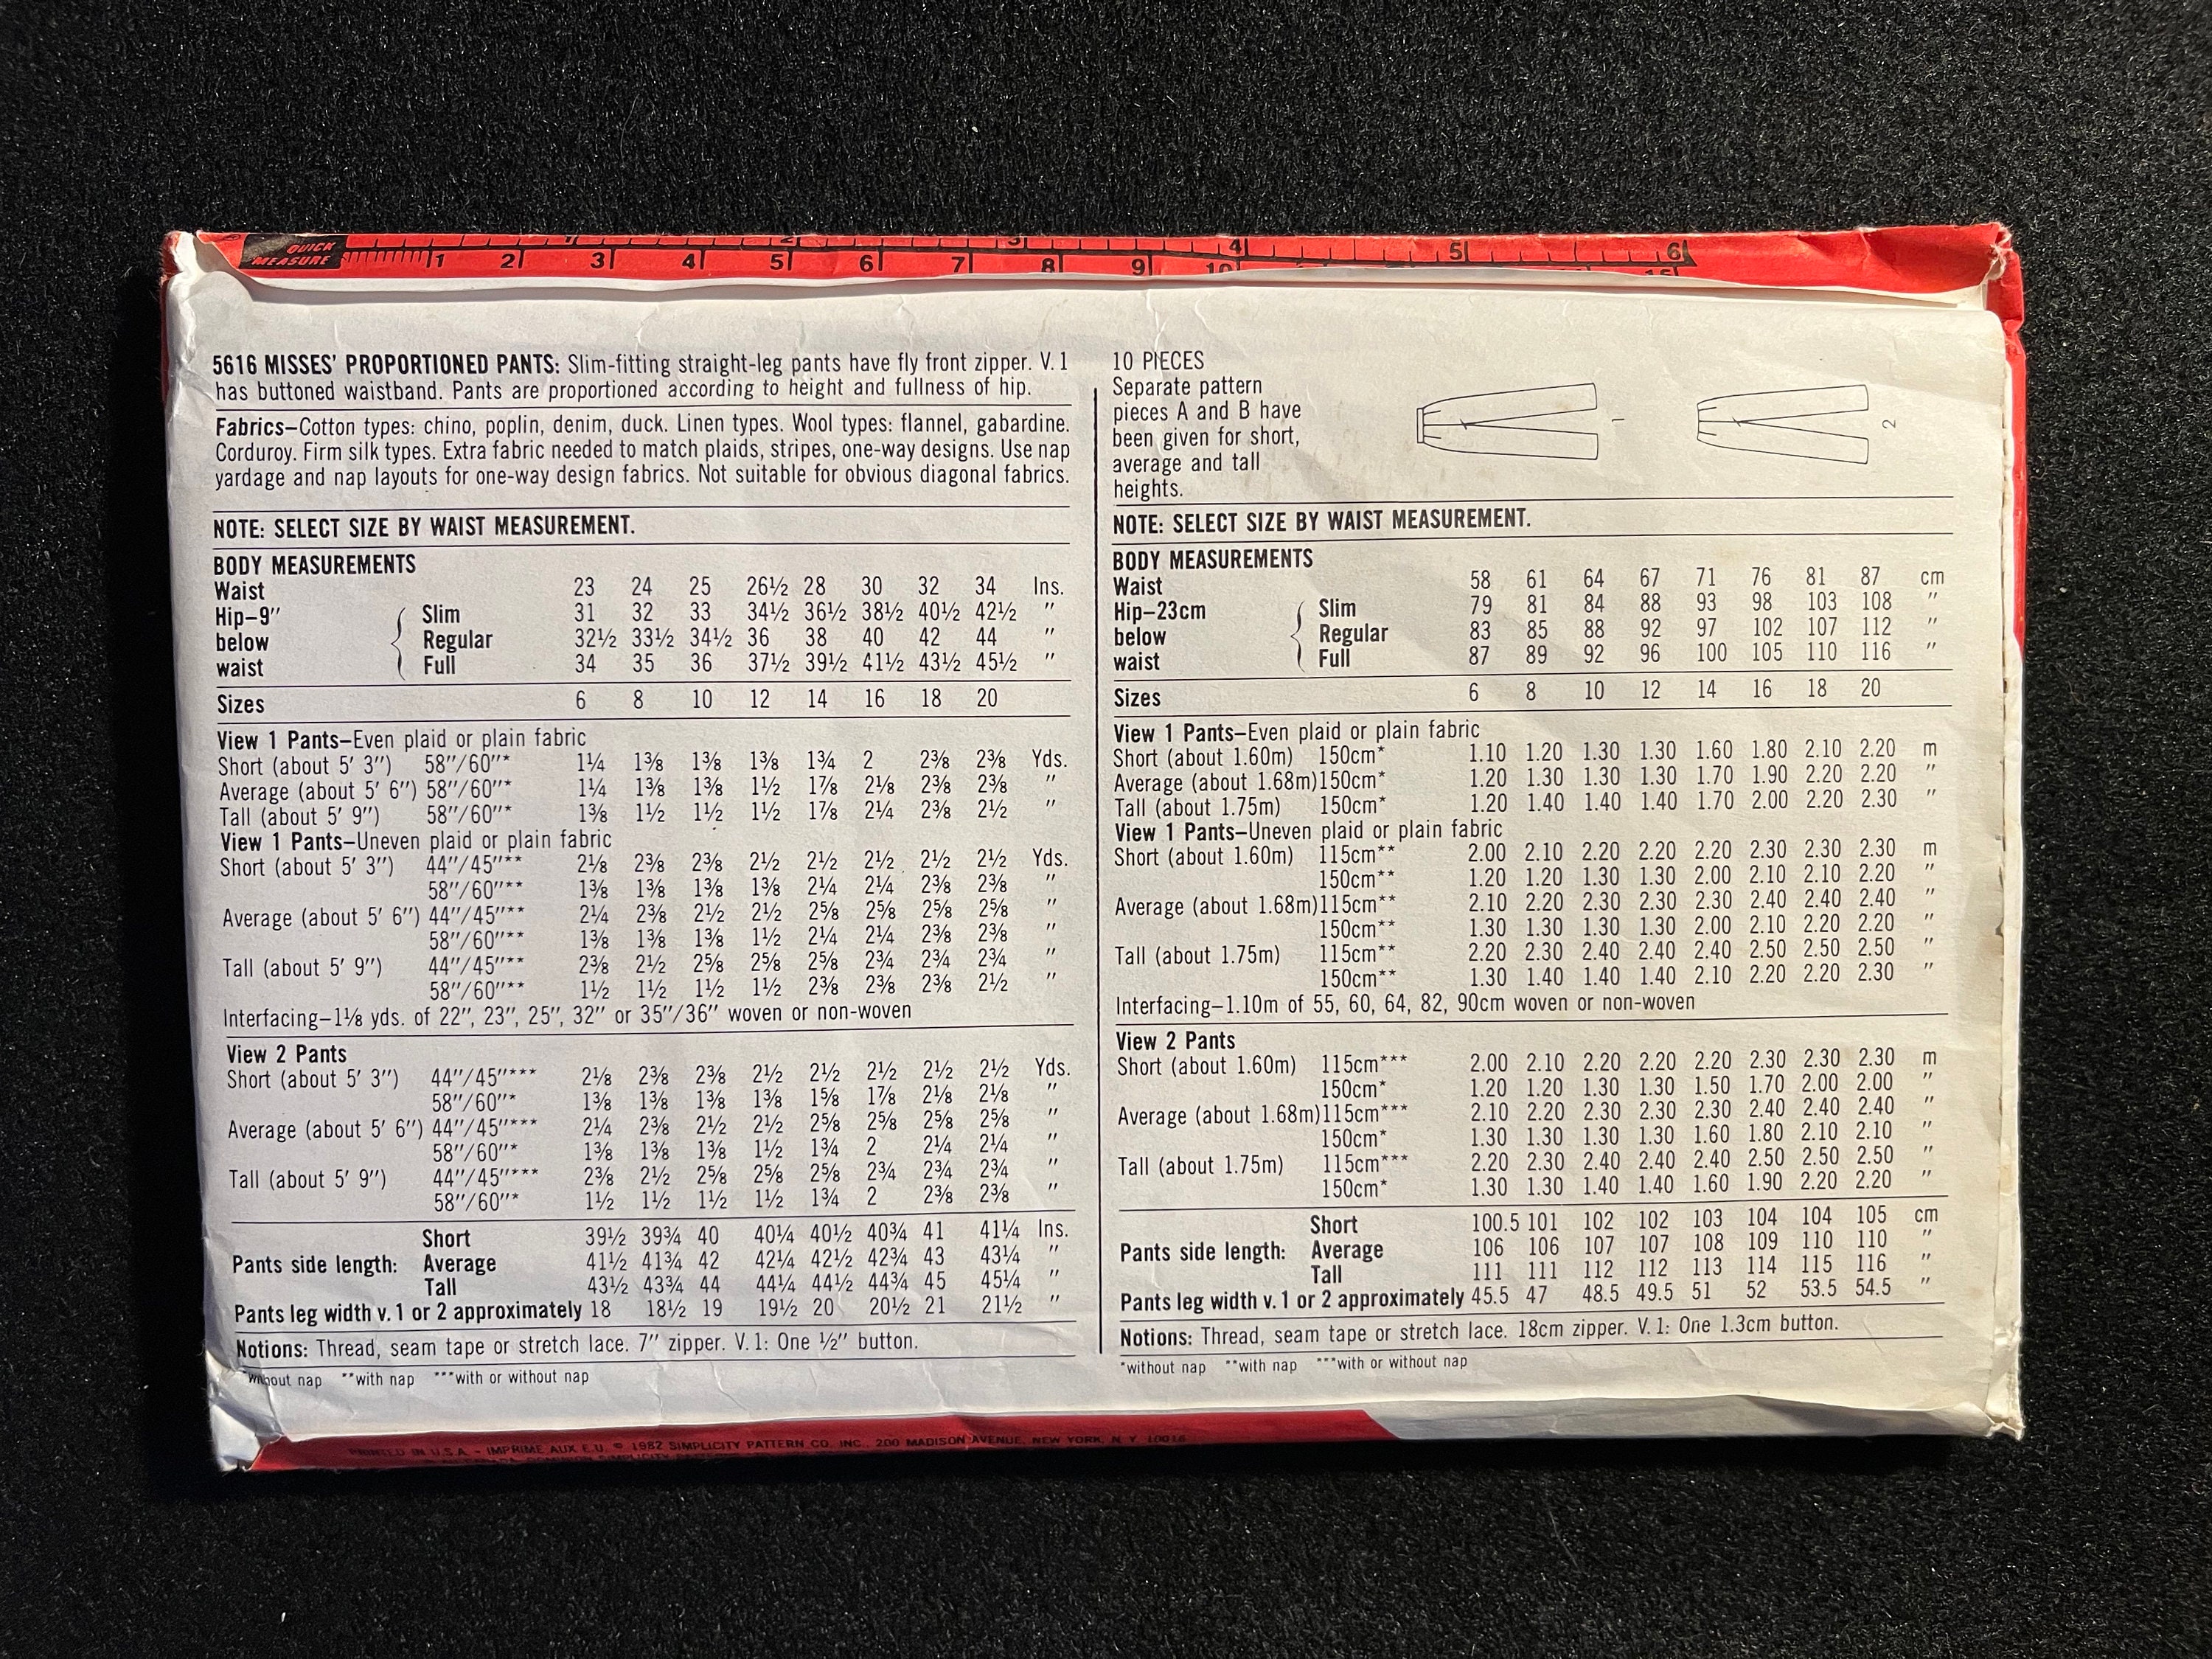 QUICK
MEASURE
1 2 3 4 5 6 7 8 9 10
4 5 6
5616 MISSES' PROPORTIONED PANTS: Slim-fitting straight-leg pants have fly front zipper. V. 1
has buttoned waistband. Pants are proportioned according to height and fullness of hip.
Fabrics–Cotton types: chino, poplin, denim, duck. Linen types. Wool types: flannel, gabardine.
Corduroy. Firm silk types. Extra fabric needed to match plaids, stripes, one-way designs. Use nap
yardage and nap layouts for one-way design fabrics. Not suitable for obvious diagonal fabrics.
NOTE: SELECT SIZE BY WAIST MEASUREMENT.
BODY MEASUREMENTS
Waist 23 24 25 26½ 28 30 32 34 Ins.
Hip–9″ Slim 31 32 33 34½ 36½ 38½ 40½ 42½ ″
below Regular 32½ 33½ 34½ 36 38 40 42 44 ″
waist Full 34 35 36 37½ 39½ 41½ 43½ 45½ ″
Sizes 6 8 10 12 14 16 18 20
View 1 Pants–Even plaid or plain fabric
Short (about 5′ 3″) 58″/60″* 1¼ 1⅜ 1⅜ 1⅜ 1¾ 2 2⅜ 2⅜ Yds.
Average (about 5′ 6″) 58″/60″* 1¼ 1⅜ 1⅜ 1½ 1⅞ 2⅛ 2⅜ 2⅜ ″
Tall (about 5′ 9″) 58″/60″* 1⅜ 1½ 1½ 1½ 1⅞ 2¼ 2⅜ 2½ ″
View 1 Pants–Uneven plaid or plain fabric
Short (about 5′ 3″) 44″/45″** 2⅛ 2⅜ 2⅜ 2½ 2½ 2½ 2½ 2½ Yds.
58″/60″** 1⅜ 1⅜ 1⅜ 1⅜ 2¼ 2¼ 2⅜ 2⅜ ″
Average (about 5′ 6″) 44″/45″** 2¼ 2⅜ 2½ 2½ 2⅝ 2⅝ 2⅝ 2⅝ ″
58″/60″** 1⅜ 1⅜ 1⅜ 1½ 2¼ 2¼ 2⅜ 2⅜ ″
Tall (about 5′ 9″) 44″/45″** 2⅜ 2½ 2⅝ 2⅝ 2⅝ 2¾ 2¾ 2¾ ″
58″/60″** 1½ 1½ 1½ 1½ 2⅜ 2⅜ 2⅜ 2½ ″
Interfacing–1⅛ yds. of 22″, 23″, 25″, 32″ or 35″/36″ woven or non-woven
View 2 Pants
Short (about 5′ 3″) 44″/45″*** 2⅛ 2⅜ 2⅜ 2½ 2½ 2½ 2½ 2½ Yds.
58″/60″* 1⅜ 1⅜ 1⅜ 1⅜ 1⅝ 1⅞ 2⅛ 2⅛ ″
Average (about 5′ 6″) 44″/45″*** 2¼ 2⅜ 2½ 2½ 2⅝ 2⅝ 2⅝ 2⅝ ″
58″/60″* 1⅜ 1⅜ 1⅜ 1½ 1¾ 2 2¼ 2¼ ″
Tall (about 5′ 9″) 44″/45″*** 2⅜ 2½ 2⅝ 2⅝ 2⅝ 2¾ 2¾ 2¾ ″
58″/60″* 1½ 1½ 1½ 1½ 1¾ 2 2⅜ 2⅜ ″
Short 39½ 39¾ 40 40¼ 40½ 40¾ 41 41¼ Ins.
Pants side length: Average 41½ 41¾ 42 42¼ 42½ 42¾ 43 43¼ ″
Tall 43½ 43¾ 44 44¼ 44½ 44¾ 45 45¼ ″
Pants leg width v. 1 or 2 approximately 18 18½ 19 19½ 20 20½ 21 21½ ″
Notions: Thread, seam tape or stretch lace. 7″ zipper. V. 1: One ½″ button.
*without nap **with nap ***with or without nap
10 PIECES
Separate pattern
pieces A and B have
been given for short,
average and tall
heights.
1
2
NOTE: SELECT SIZE BY WAIST MEASUREMENT.
BODY MEASUREMENTS
Waist 58 61 64 67 71 76 81 87 cm
Hip–23cm Slim 79 81 84 88 93 98 103 108 ″
below Regular 83 85 88 92 97 102 107 112 ″
waist Full 87 89 92 96 100 105 110 116 ″
Sizes 6 8 10 12 14 16 18 20
View 1 Pants–Even plaid or plain fabric
Short (about 1.60m) 150cm* 1.10 1.20 1.30 1.30 1.60 1.80 2.10 2.20 m
Average (about 1.68m) 150cm* 1.20 1.30 1.30 1.30 1.70 1.90 2.20 2.20 ″
Tall (about 1.75m) 150cm* 1.20 1.40 1.40 1.40 1.70 2.00 2.20 2.30 ″
View 1 Pants–Uneven plaid or plain fabric
Short (about 1.60m) 115cm** 2.00 2.10 2.20 2.20 2.20 2.30 2.30 2.30 m
150cm** 1.20 1.20 1.30 1.30 2.00 2.10 2.10 2.20 ″
Average (about 1.68m) 115cm** 2.10 2.20 2.30 2.30 2.30 2.40 2.40 2.40 ″
150cm** 1.30 1.30 1.30 1.30 2.00 2.10 2.20 2.20 ″
Tall (about 1.75m) 115cm** 2.20 2.30 2.40 2.40 2.40 2.50 2.50 2.50 ″
150cm** 1.30 1.40 1.40 1.40 2.10 2.20 2.20 2.30 ″
Interfacing–1.10m of 55, 60, 64, 82, 90cm woven or non-woven
View 2 Pants
Short (about 1.60m) 115cm*** 2.00 2.10 2.20 2.20 2.20 2.30 2.30 2.30 m
150cm* 1.20 1.20 1.30 1.30 1.50 1.70 2.00 2.00 ″
Average (about 1.68m) 115cm*** 2.10 2.20 2.30 2.30 2.30 2.40 2.40 2.40 ″
150cm* 1.30 1.30 1.30 1.30 1.60 1.80 2.10 2.10 ″
Tall (about 1.75m) 115cm*** 2.20 2.30 2.40 2.40 2.40 2.50 2.50 2.50 ″
150cm* 1.30 1.30 1.40 1.40 1.60 1.90 2.20 2.20 ″
Short 100.5 101 102 102 103 104 104 105 cm
Pants side length: Average 106 106 107 107 108 109 110 110 ″
Tall 111 111 112 112 113 114 115 116 ″
Pants leg width v. 1 or 2 approximately 45.5 47 48.5 49.5 51 52 53.5 54.5 ″
Notions: Thread, seam tape or stretch lace. 18cm zipper. V. 1: One 1.3cm button.
*without nap **with nap ***with or without nap
PRINTED IN U.S.A. - IMPRIME AUX E.U. © 1982 SIMPLICITY PATTERN CO. INC., 200 MADISON AVENUE, NEW YORK, N.Y. 10016